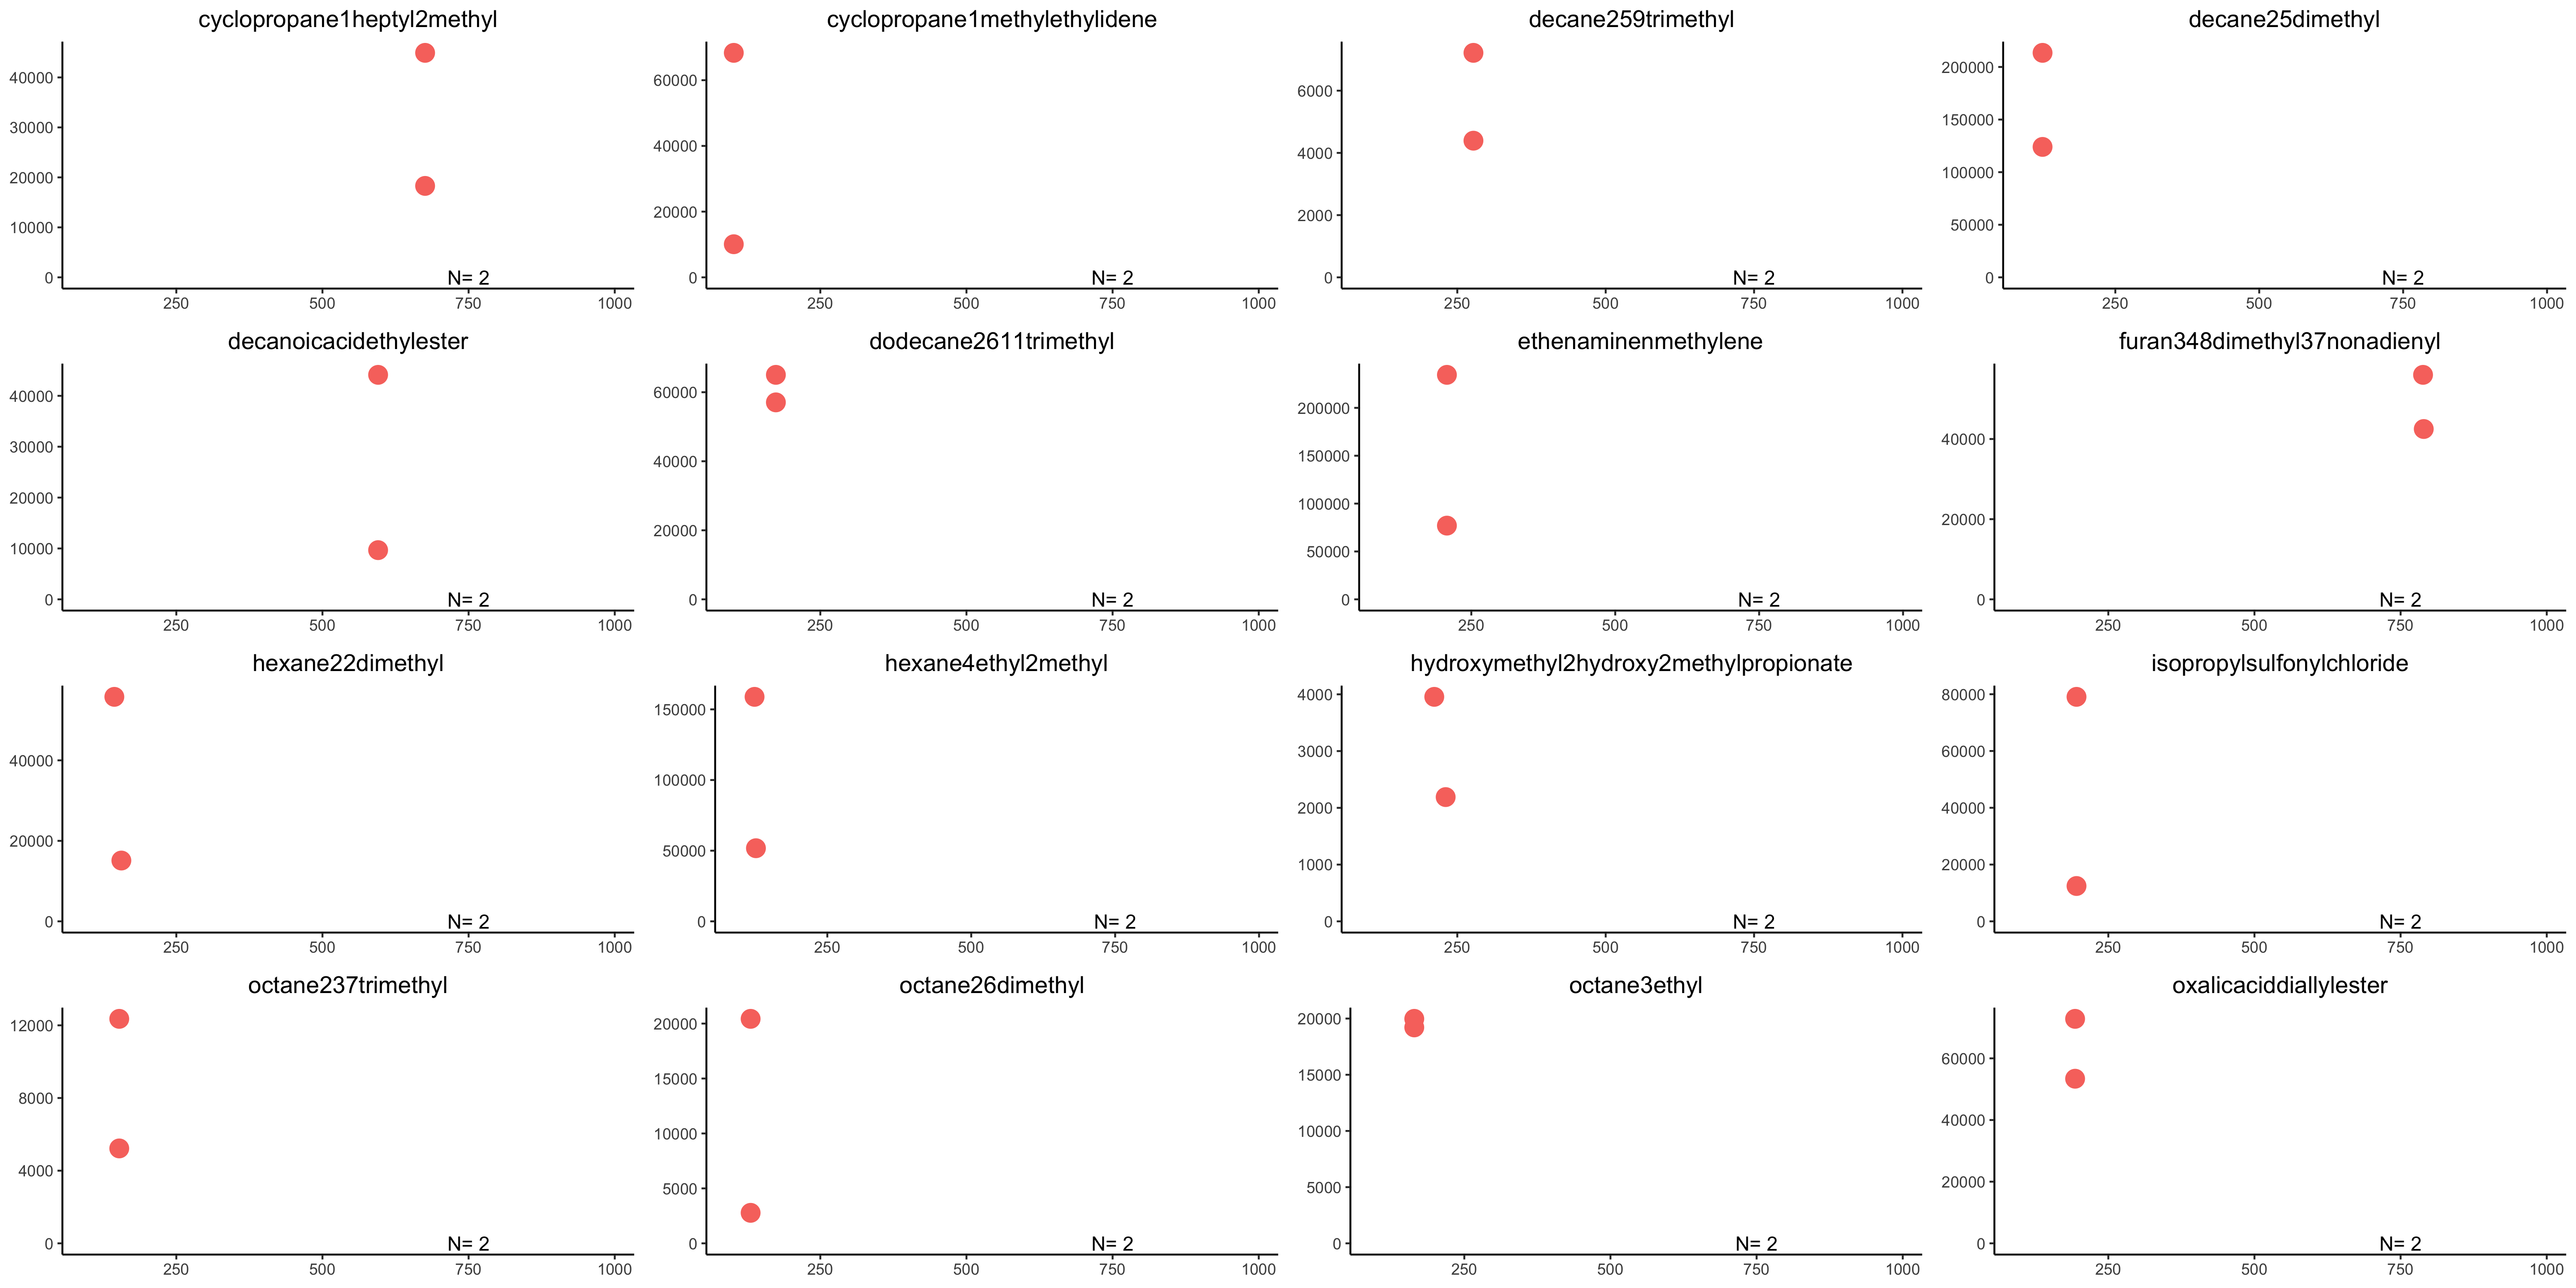 cyclopropane1heptyl2methyl
40000
30000
20000
10000
0
N= 2
250 500 750 1000
cyclopropane1methylethylidene
60000
40000
20000
0
N= 2
250 500 750 1000
decane259trimethyl
6000
4000
2000
0
N= 2
250 500 750 1000
decane25dimethyl
200000
150000
100000
50000
0
N= 2
250 500 750 1000
decanoicacidethylester
40000
30000
20000
10000
0
N= 2
250 500 750 1000
dodecane2611trimethyl
60000
40000
20000
0
N= 2
250 500 750 1000
ethenaminenmethylene
200000
150000
100000
50000
0
N= 2
250 500 750 1000
furan348dimethyl37nonadienyl
40000
20000
0
N= 2
250 500 750 1000
hexane22dimethyl
40000
20000
0
N= 2
250 500 750 1000
hexane4ethyl2methyl
150000
100000
50000
0
N= 2
250 500 750 1000
hydroxymethyl2hydroxy2methylpropionate
4000
3000
2000
1000
0
N= 2
250 500 750 1000
isopropylsulfonylchloride
80000
60000
40000
20000
0
N= 2
250 500 750 1000
octane237trimethyl
12000
8000
4000
0
N= 2
250 500 750 1000
octane26dimethyl
20000
15000
10000
5000
0
N= 2
250 500 750 1000
octane3ethyl
20000
15000
10000
5000
0
N= 2
250 500 750 1000
oxalicaciddiallylester
60000
40000
20000
0
N= 2
250 500 750 1000